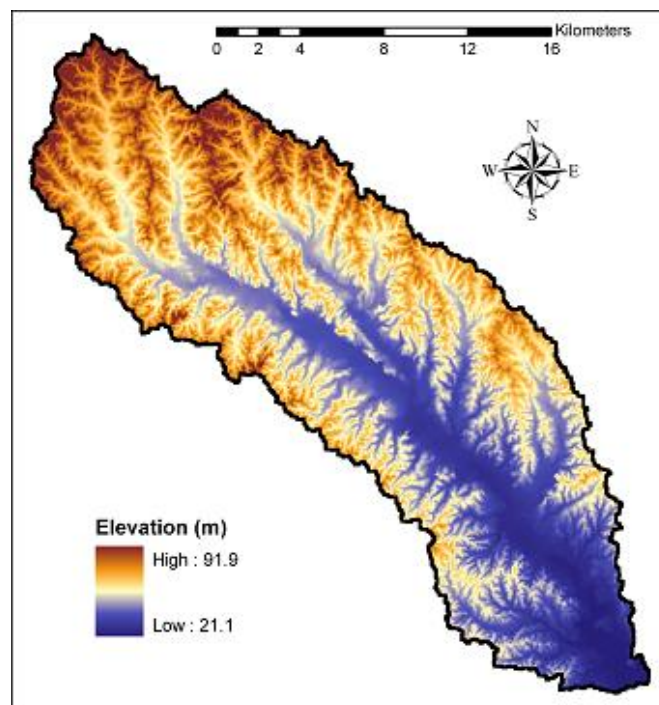 Kilometers
0 2 4 8 12 16
N
W E
S
Elevation (m)
High : 91.9
Low : 21.1